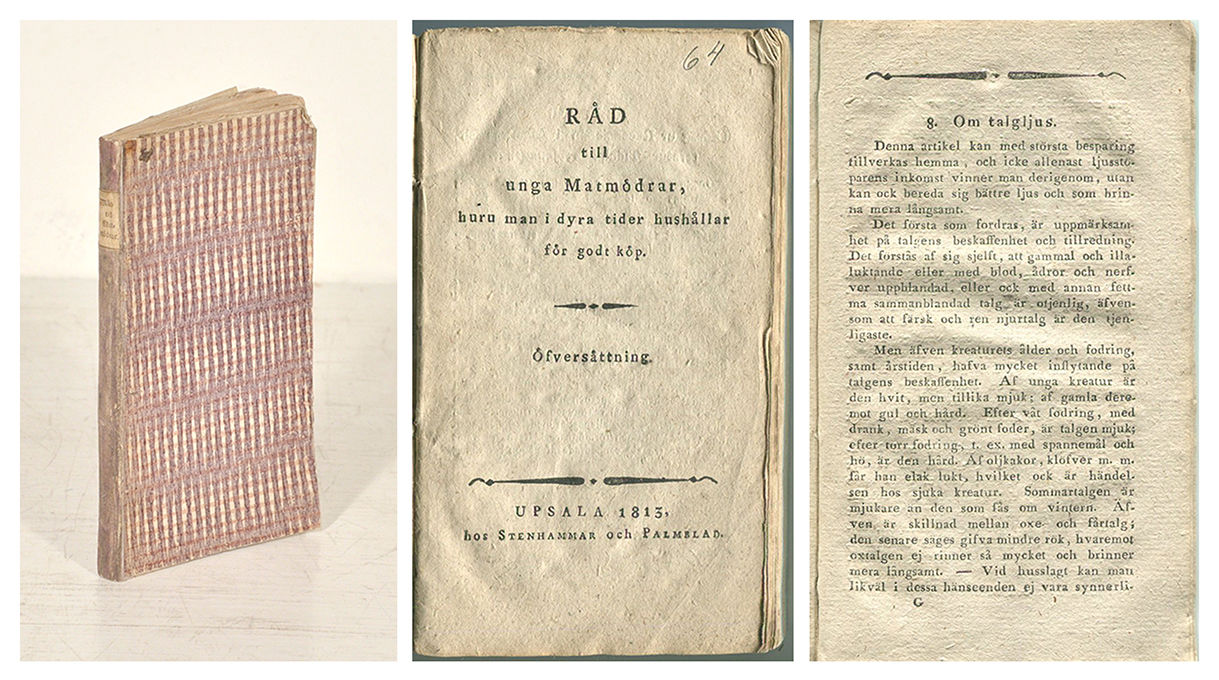 64
RÅD
till
unga Matmödrar,
huru man i dyra tider hushållar
för godt köp.
Öfversättning.
UPSALA 1813,
hos STENHAMMAR och PALMBLAD.
8. Om talgljus.
Denna artikel kan med största besparing
tillverkas hemma, och icke allenast ljussto-
parens inkomst vinner man derigenom, utan
kan ock bereda sig bättre ljus och som brin-
na mera långsamt.
Det första som fordras, är uppmärksam-
het på talgens beskaffenhet och tillredning.
Det förstås af sig sjelft, att gammal och illa-
luktande eller med blod, ådror och nerf-
ver uppblandad, eller ock med annan fett-
ma sammanblandad talg är otjenlig, äfven-
som att färsk och ren njurtalg är den tjen-
ligaste.
Men äfven kreaturets ålder och fodring,
samt årstiden, hafva mycket inflytande på
talgens beskaffenhet. Af unga kreatur är
den hvit, men tillika mjuk; af gamla dere-
mot gul och hård. Efter våt fodring, med
drank, mäsk och grönt foder, är talgen mjuk;
efter torr fodring, t. ex. med spannemål och
hö, är den hård. Af oljkakor, klöfver m. m.
får han elak lukt, hvilket ock är händel-
sen hos sjuka kreatur. Sommartalgen är
mjukare än den som fås om vintern. Äf-
ven är skillnad mellan oxe- och fårtalg;
den senare säges gifva mindre rök, hvaremot
oxtalgen ej rinner så mycket och brinner
mera långsamt. — Vid husslagt kan man
likväl i dessa hänseenden ej vara synnerli-
G